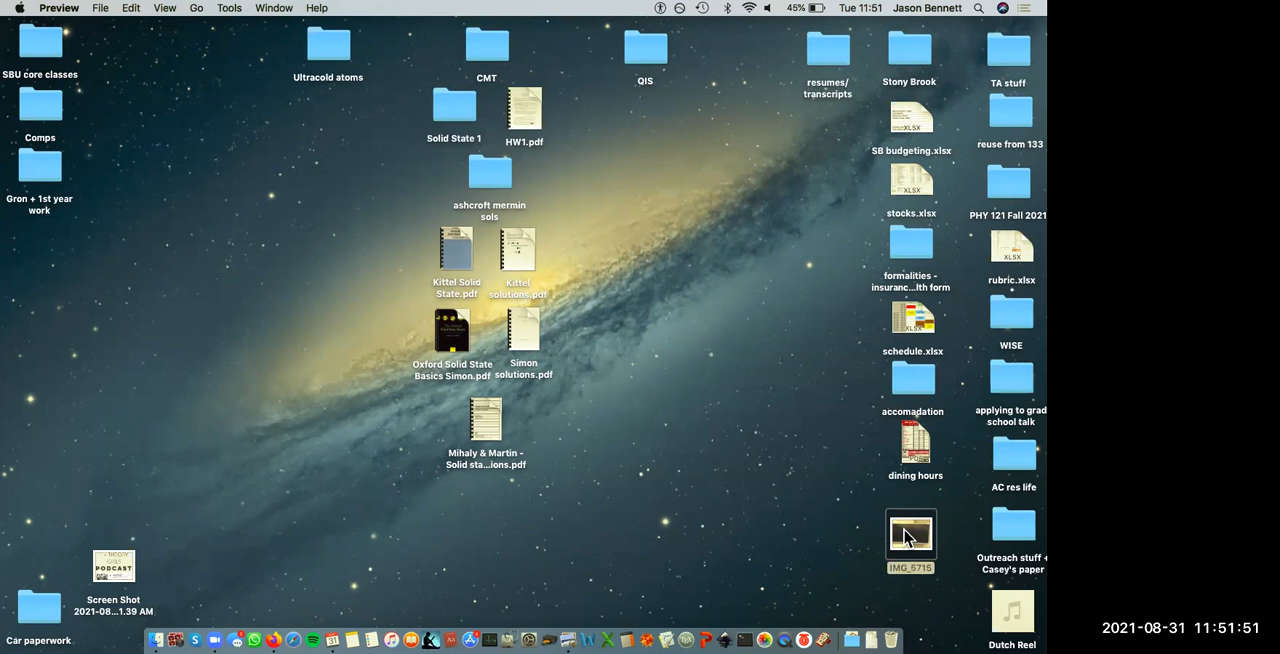 Preview File Edit View Go Tools Window Help 45% Tue 11:51 Jason Bennett
SBU core classes
Ultracold atoms
CMT
QIS
resumes/
transcripts
Stony Brook
TA stuff
Comps
Solid State 1
HW1.pdf
XLSX
SB budgeting.xlsx
reuse from 133
Gron + 1st year
work
ashcroft mermin
sols
XLSX
stocks.xlsx
PHY 121 Fall 2021
Kittel Solid
State.pdf
Kittel
solutions.pdf
formalities -
insuranc...lth form
XLSX
rubric.xlsx
Oxford Solid State
Basics Simon.pdf
Simon
solutions.pdf
XLSX
schedule.xlsx
WISE
accomadation
applying to grad
school talk
Mihaly & Martin -
Solid sta...ions.pdf
dining hours
AC res life
IMG_5715
Outreach stuff +
Casey's paper
PODCAST
Screen Shot
2021-08...1.39 AM
Car paperwork
Dutch Reel
2021-08-31 11:51:51